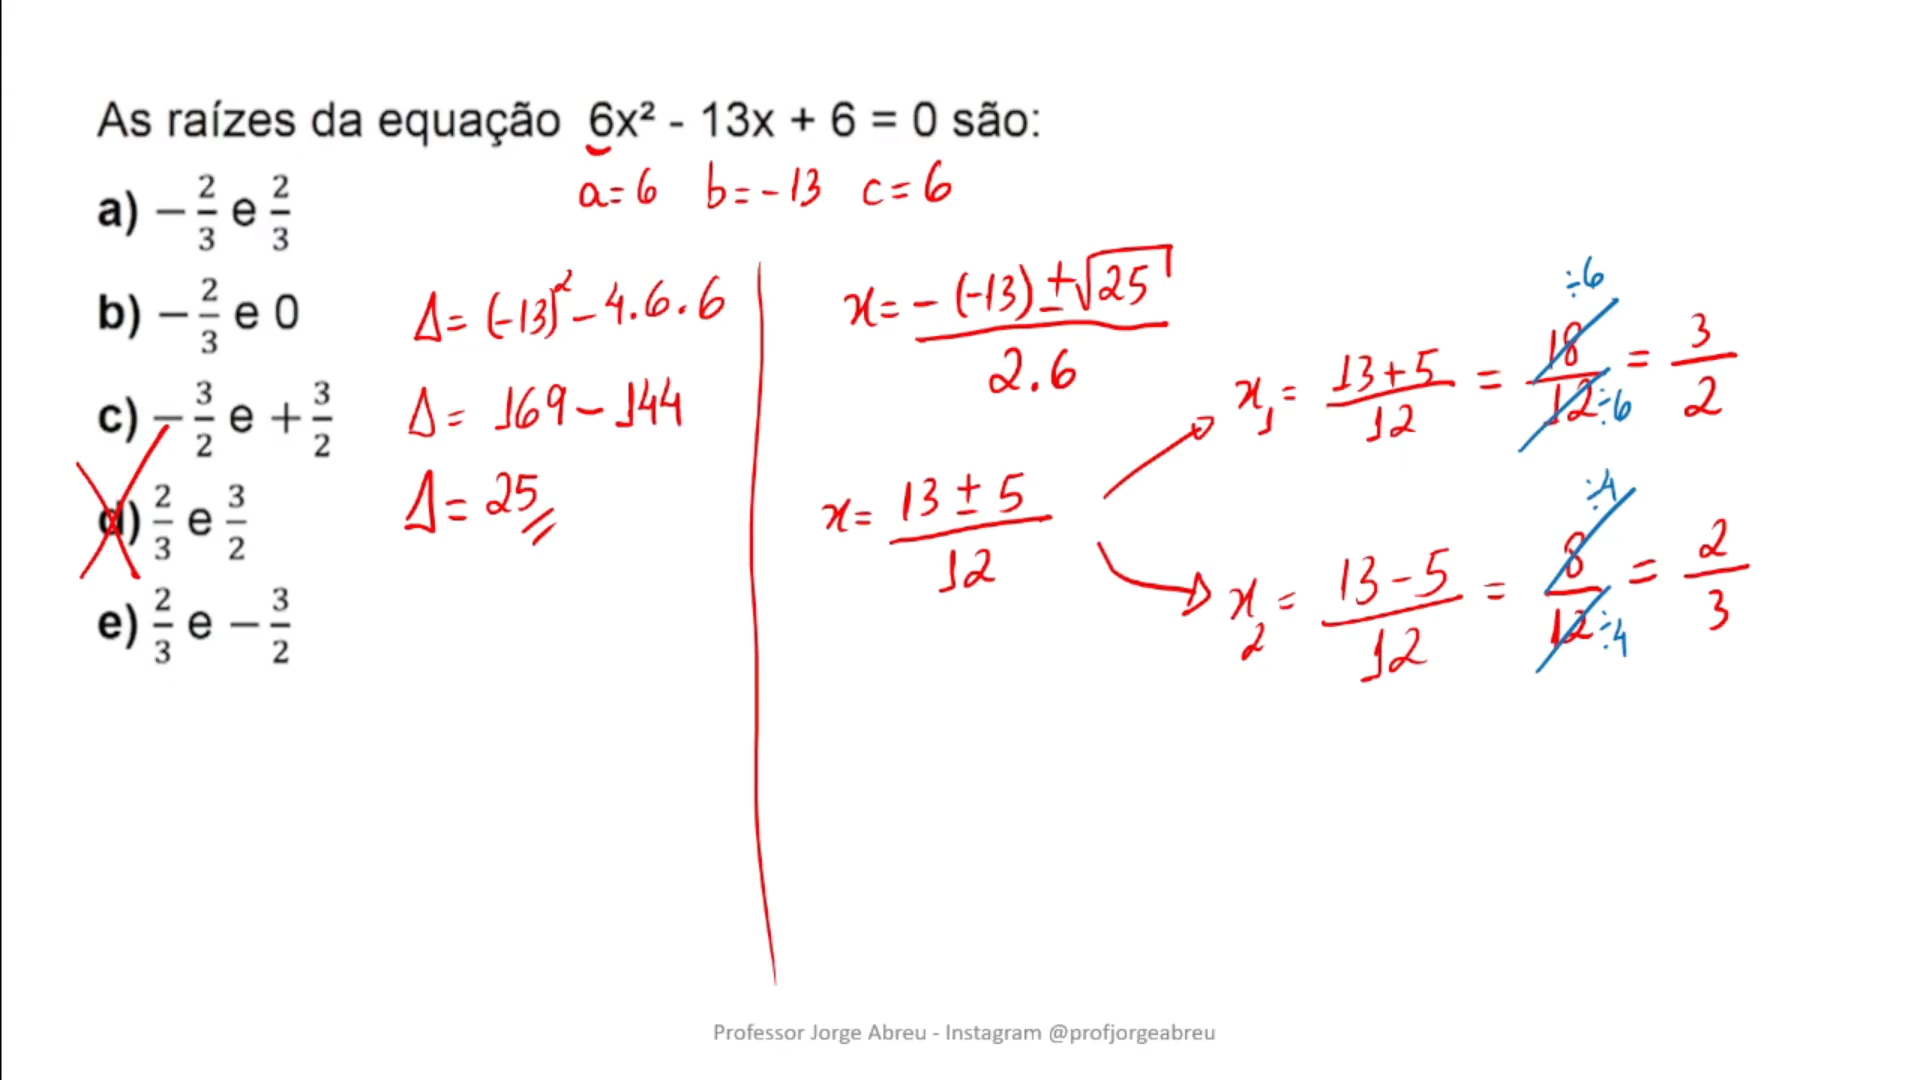 As raízes da equação 6x² - 13x + 6 = 0 são:
a=6 b=-13 c=6
a) −2/3 e 2/3
b) −2/3 e 0
c) −3/2 e +3/2
d) 2/3 e 3/2
e) 2/3 e −3/2
Δ= (-13)² - 4.6.6
Δ= 169 - 144
Δ= 25
x= -(-13) ± √25 / 2.6
x= 13 ± 5 / 12
x₁ = 13+5 / 12 = 18 ÷6 / 12 ÷6 = 3/2
x₂ = 13-5 / 12 = 8 ÷4 / 12 ÷4 = 2/3
Professor Jorge Abreu - Instagram @profjorgeabreu